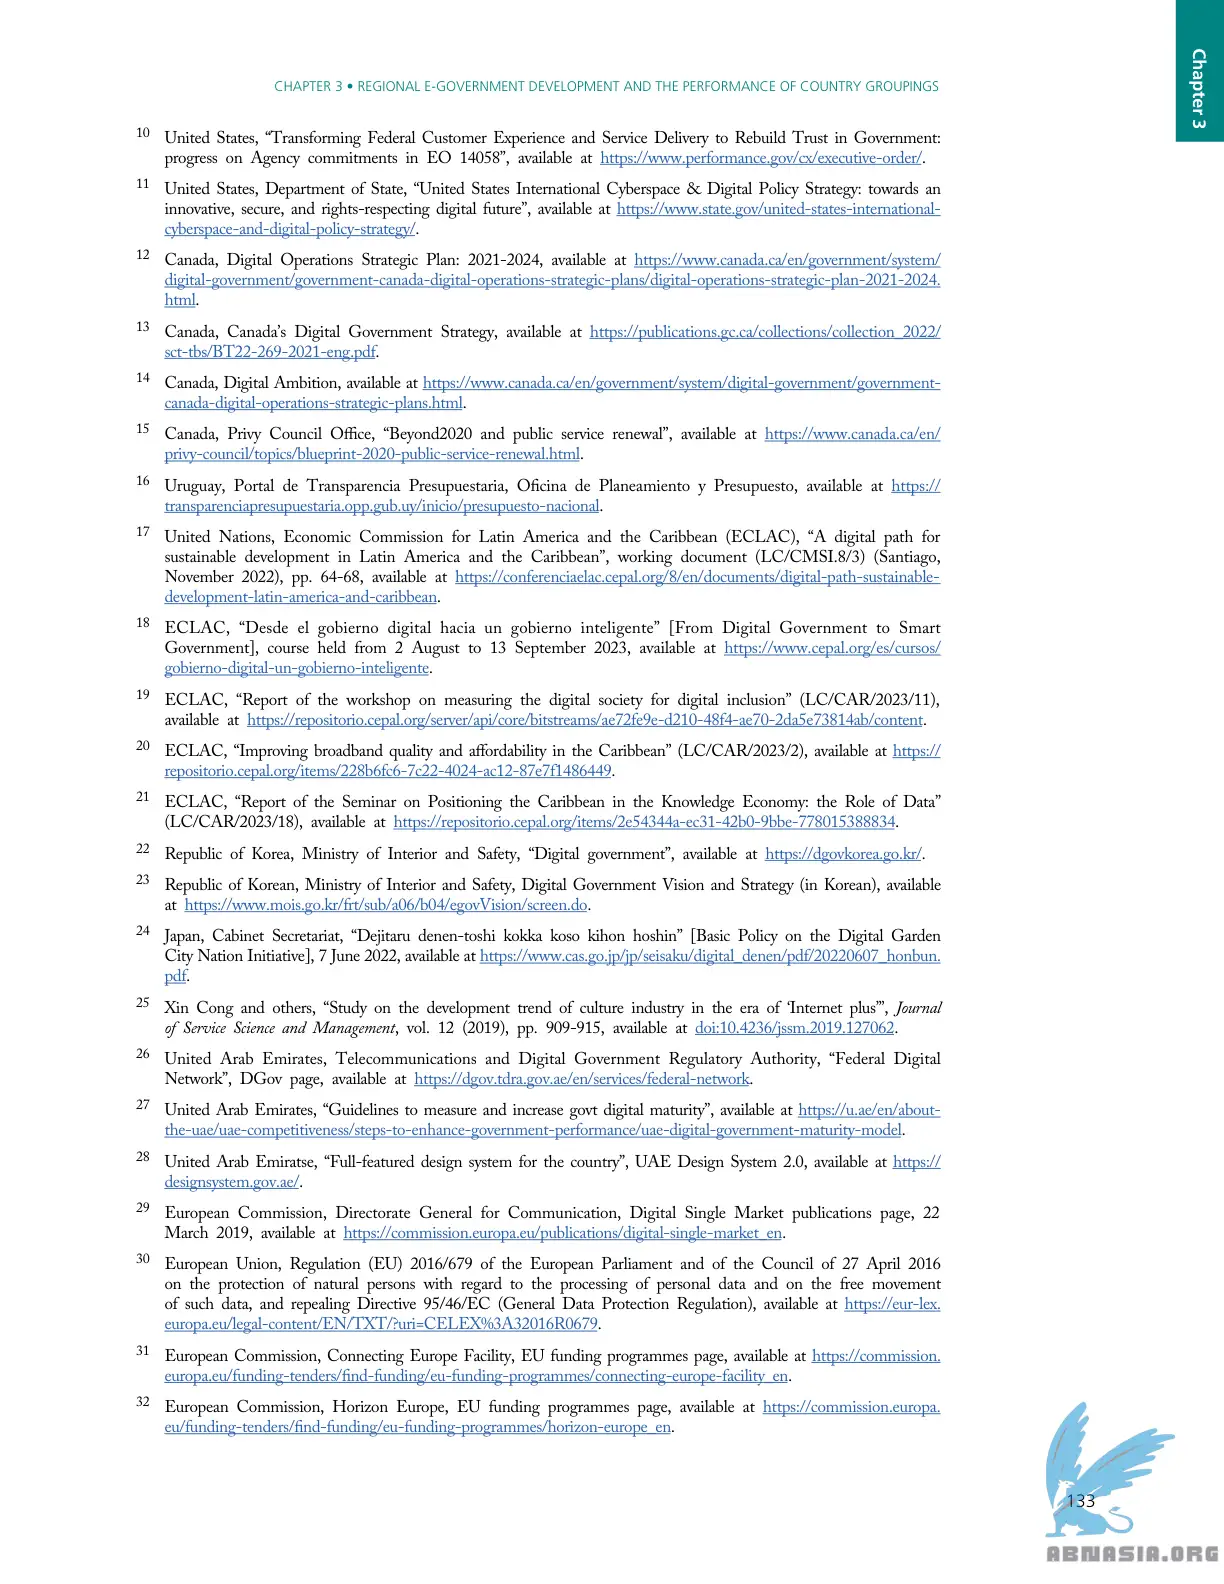 Chapter 3
CHAPTER 3 • REGIONAL E-GOVERNMENT DEVELOPMENT AND THE PERFORMANCE OF COUNTRY GROUPINGS
10 United States, “Transforming Federal Customer Experience and Service Delivery to Rebuild Trust in Government:
progress on Agency commitments in EO 14058”, available at https://www.performance.gov/cx/executive-order/.
11 United States, Department of State, “United States International Cyberspace & Digital Policy Strategy: towards an
innovative, secure, and rights-respecting digital future”, available at https://www.state.gov/united-states-international-
cyberspace-and-digital-policy-strategy/.
12 Canada, Digital Operations Strategic Plan: 2021-2024, available at https://www.canada.ca/en/government/system/
digital-government/government-canada-digital-operations-strategic-plans/digital-operations-strategic-plan-2021-2024.
html.
13 Canada, Canada’s Digital Government Strategy, available at https://publications.gc.ca/collections/collection_2022/
sct-tbs/BT22-269-2021-eng.pdf.
14 Canada, Digital Ambition, available at https://www.canada.ca/en/government/system/digital-government/government-
canada-digital-operations-strategic-plans.html.
15 Canada, Privy Council Office, “Beyond2020 and public service renewal”, available at https://www.canada.ca/en/
privy-council/topics/blueprint-2020-public-service-renewal.html.
16 Uruguay, Portal de Transparencia Presupuestaria, Oficina de Planeamiento y Presupuesto, available at https://
transparenciapresupuestaria.opp.gub.uy/inicio/presupuesto-nacional.
17 United Nations, Economic Commission for Latin America and the Caribbean (ECLAC), “A digital path for
sustainable development in Latin America and the Caribbean”, working document (LC/CMSI.8/3) (Santiago,
November 2022), pp. 64-68, available at https://conferenciaelac.cepal.org/8/en/documents/digital-path-sustainable-
development-latin-america-and-caribbean.
18 ECLAC, “Desde el gobierno digital hacia un gobierno inteligente” [From Digital Government to Smart
Government], course held from 2 August to 13 September 2023, available at https://www.cepal.org/es/cursos/
gobierno-digital-un-gobierno-inteligente.
19 ECLAC, “Report of the workshop on measuring the digital society for digital inclusion” (LC/CAR/2023/11),
available at https://repositorio.cepal.org/server/api/core/bitstreams/ae72fe9e-d210-48f4-ae70-2da5e73814ab/content.
20 ECLAC, “Improving broadband quality and affordability in the Caribbean” (LC/CAR/2023/2), available at https://
repositorio.cepal.org/items/228b6fc6-7c22-4024-ac12-87e7f1486449.
21 ECLAC, “Report of the Seminar on Positioning the Caribbean in the Knowledge Economy: the Role of Data”
(LC/CAR/2023/18), available at https://repositorio.cepal.org/items/2e54344a-ec31-42b0-9bbe-778015388834.
22 Republic of Korea, Ministry of Interior and Safety, “Digital government”, available at https://dgovkorea.go.kr/.
23 Republic of Korean, Ministry of Interior and Safety, Digital Government Vision and Strategy (in Korean), available
at https://www.mois.go.kr/frt/sub/a06/b04/egovVision/screen.do.
24 Japan, Cabinet Secretariat, “Dejitaru denen-toshi kokka koso kihon hoshin” [Basic Policy on the Digital Garden
City Nation Initiative], 7 June 2022, available at https://www.cas.go.jp/jp/seisaku/digital_denen/pdf/20220607_honbun.
pdf.
25 Xin Cong and others, “Study on the development trend of culture industry in the era of ‘Internet plus’”, Journal
of Service Science and Management, vol. 12 (2019), pp. 909-915, available at doi:10.4236/jssm.2019.127062.
26 United Arab Emirates, Telecommunications and Digital Government Regulatory Authority, “Federal Digital
Network”, DGov page, available at https://dgov.tdra.gov.ae/en/services/federal-network.
27 United Arab Emirates, “Guidelines to measure and increase govt digital maturity”, available at https://u.ae/en/about-
the-uae/uae-competitiveness/steps-to-enhance-government-performance/uae-digital-government-maturity-model.
28 United Arab Emiratse, “Full-featured design system for the country”, UAE Design System 2.0, available at https://
designsystem.gov.ae/.
29 European Commission, Directorate General for Communication, Digital Single Market publications page, 22
March 2019, available at https://commission.europa.eu/publications/digital-single-market_en.
30 European Union, Regulation (EU) 2016/679 of the European Parliament and of the Council of 27 April 2016
on the protection of natural persons with regard to the processing of personal data and on the free movement
of such data, and repealing Directive 95/46/EC (General Data Protection Regulation), available at https://eur-lex.
europa.eu/legal-content/EN/TXT/?uri=CELEX%3A32016R0679.
31 European Commission, Connecting Europe Facility, EU funding programmes page, available at https://commission.
europa.eu/funding-tenders/find-funding/eu-funding-programmes/connecting-europe-facility_en.
32 European Commission, Horizon Europe, EU funding programmes page, available at https://commission.europa.
eu/funding-tenders/find-funding/eu-funding-programmes/horizon-europe_en.
133
ABNASIA.ORG